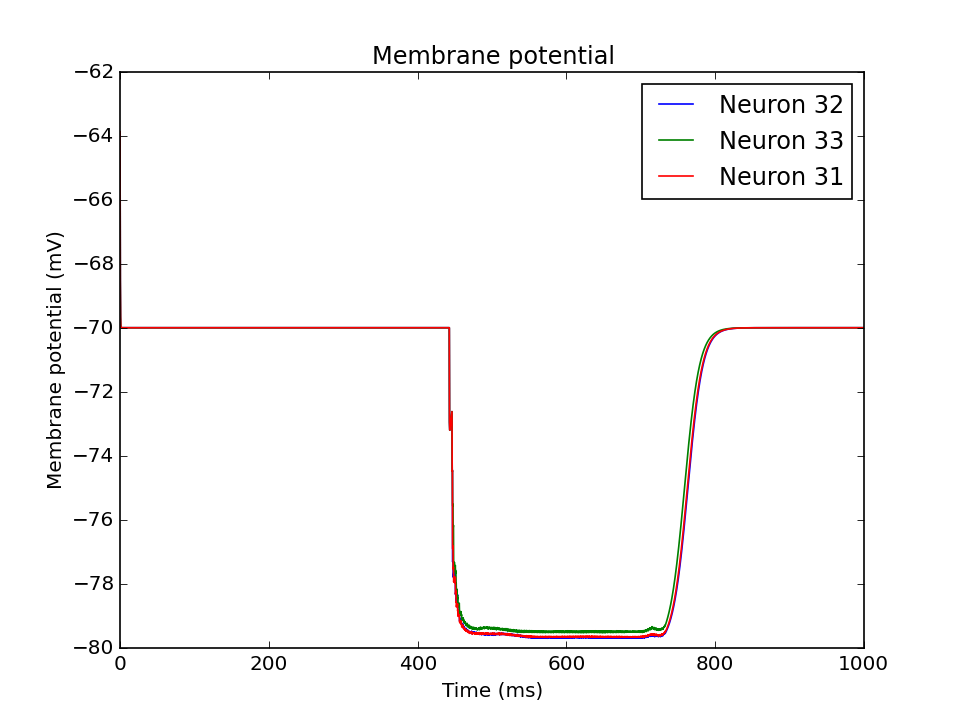 Membrane potential
−62
−64
−66
−68
−70
−72
−74
−76
−78
−80
Membrane potential (mV)
Neuron 32
Neuron 33
Neuron 31
0
200
400
600
800
1000
Time (ms)